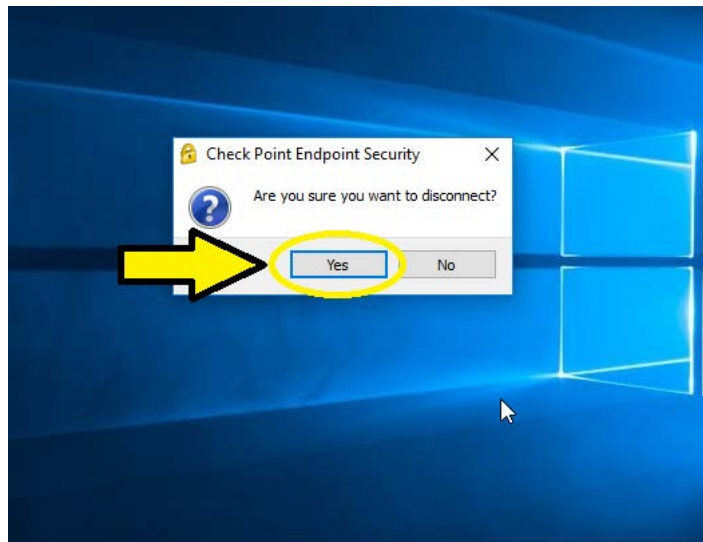 Check Point Endpoint Security
Are you sure you want to disconnect?
Yes No